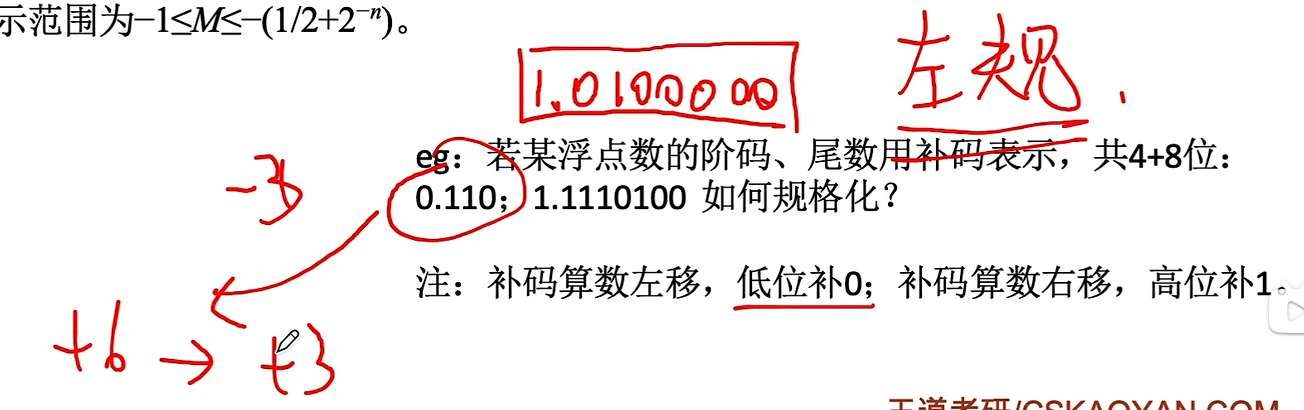 示范围为−1≤M≤−(1/2+2⁻ⁿ)。
1.0100000
左规.
eg：若某浮点数的阶码、尾数用补码表示，共4+8位：
-3
0.110；1.1110100 如何规格化？
注：补码算数左移，低位补0；补码算数右移，高位补1。
+6 → +3
王道考研/CSKAOYAN.COM